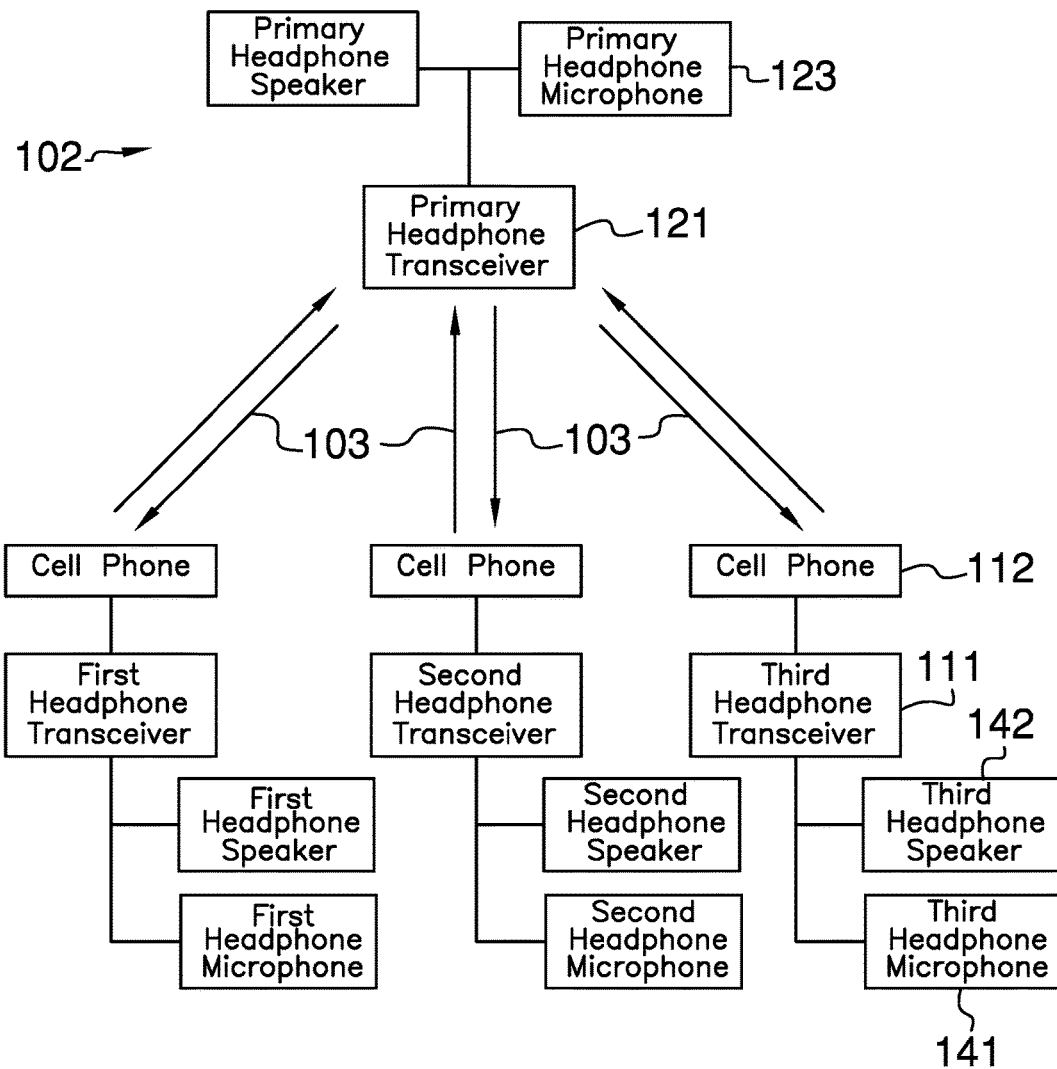 Primary
Headphone
Speaker
Primary
Headphone
Microphone
123
102
Primary
Headphone
Transceiver
121
103
103
Cell Phone
Cell Phone
Cell Phone
112
First
Headphone
Transceiver
Second
Headphone
Transceiver
Third
Headphone
Transceiver
111
142
First
Headphone
Speaker
Second
Headphone
Speaker
Third
Headphone
Speaker
First
Headphone
Microphone
Second
Headphone
Microphone
Third
Headphone
Microphone
141